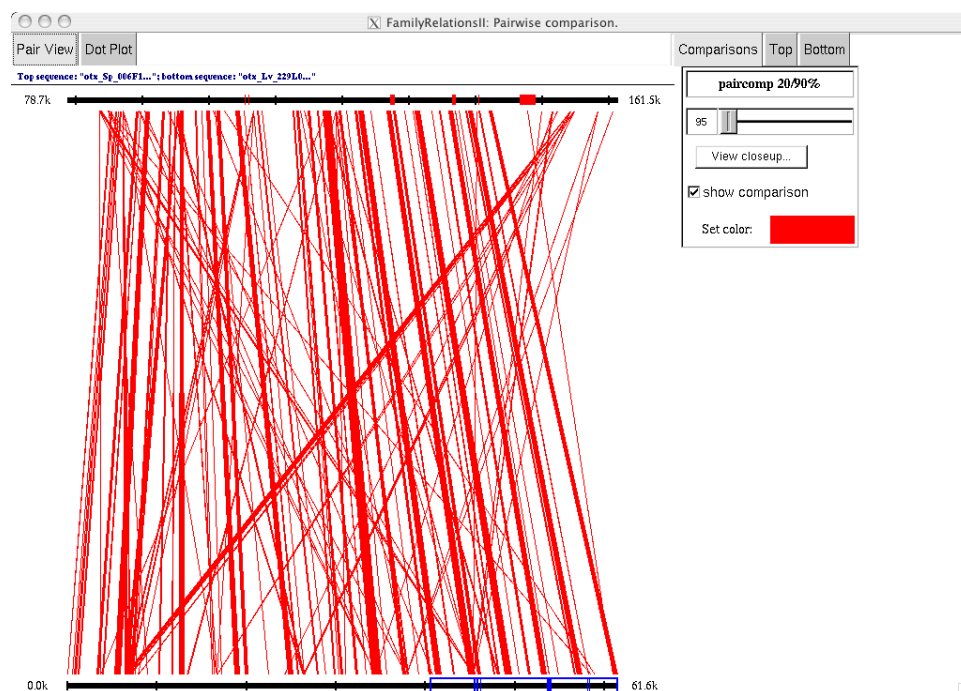 FamilyRelationsII: Pairwise comparison.
Pair View Dot Plot
Comparisons Top Bottom
Top sequence: "otx_Sp_006F1..."; bottom sequence: "otx_Lv_229L0..."
paircomp 20/90%
78.7k 161.5k
95
View closeup...
show comparison
Set color:
0.0k 61.6k